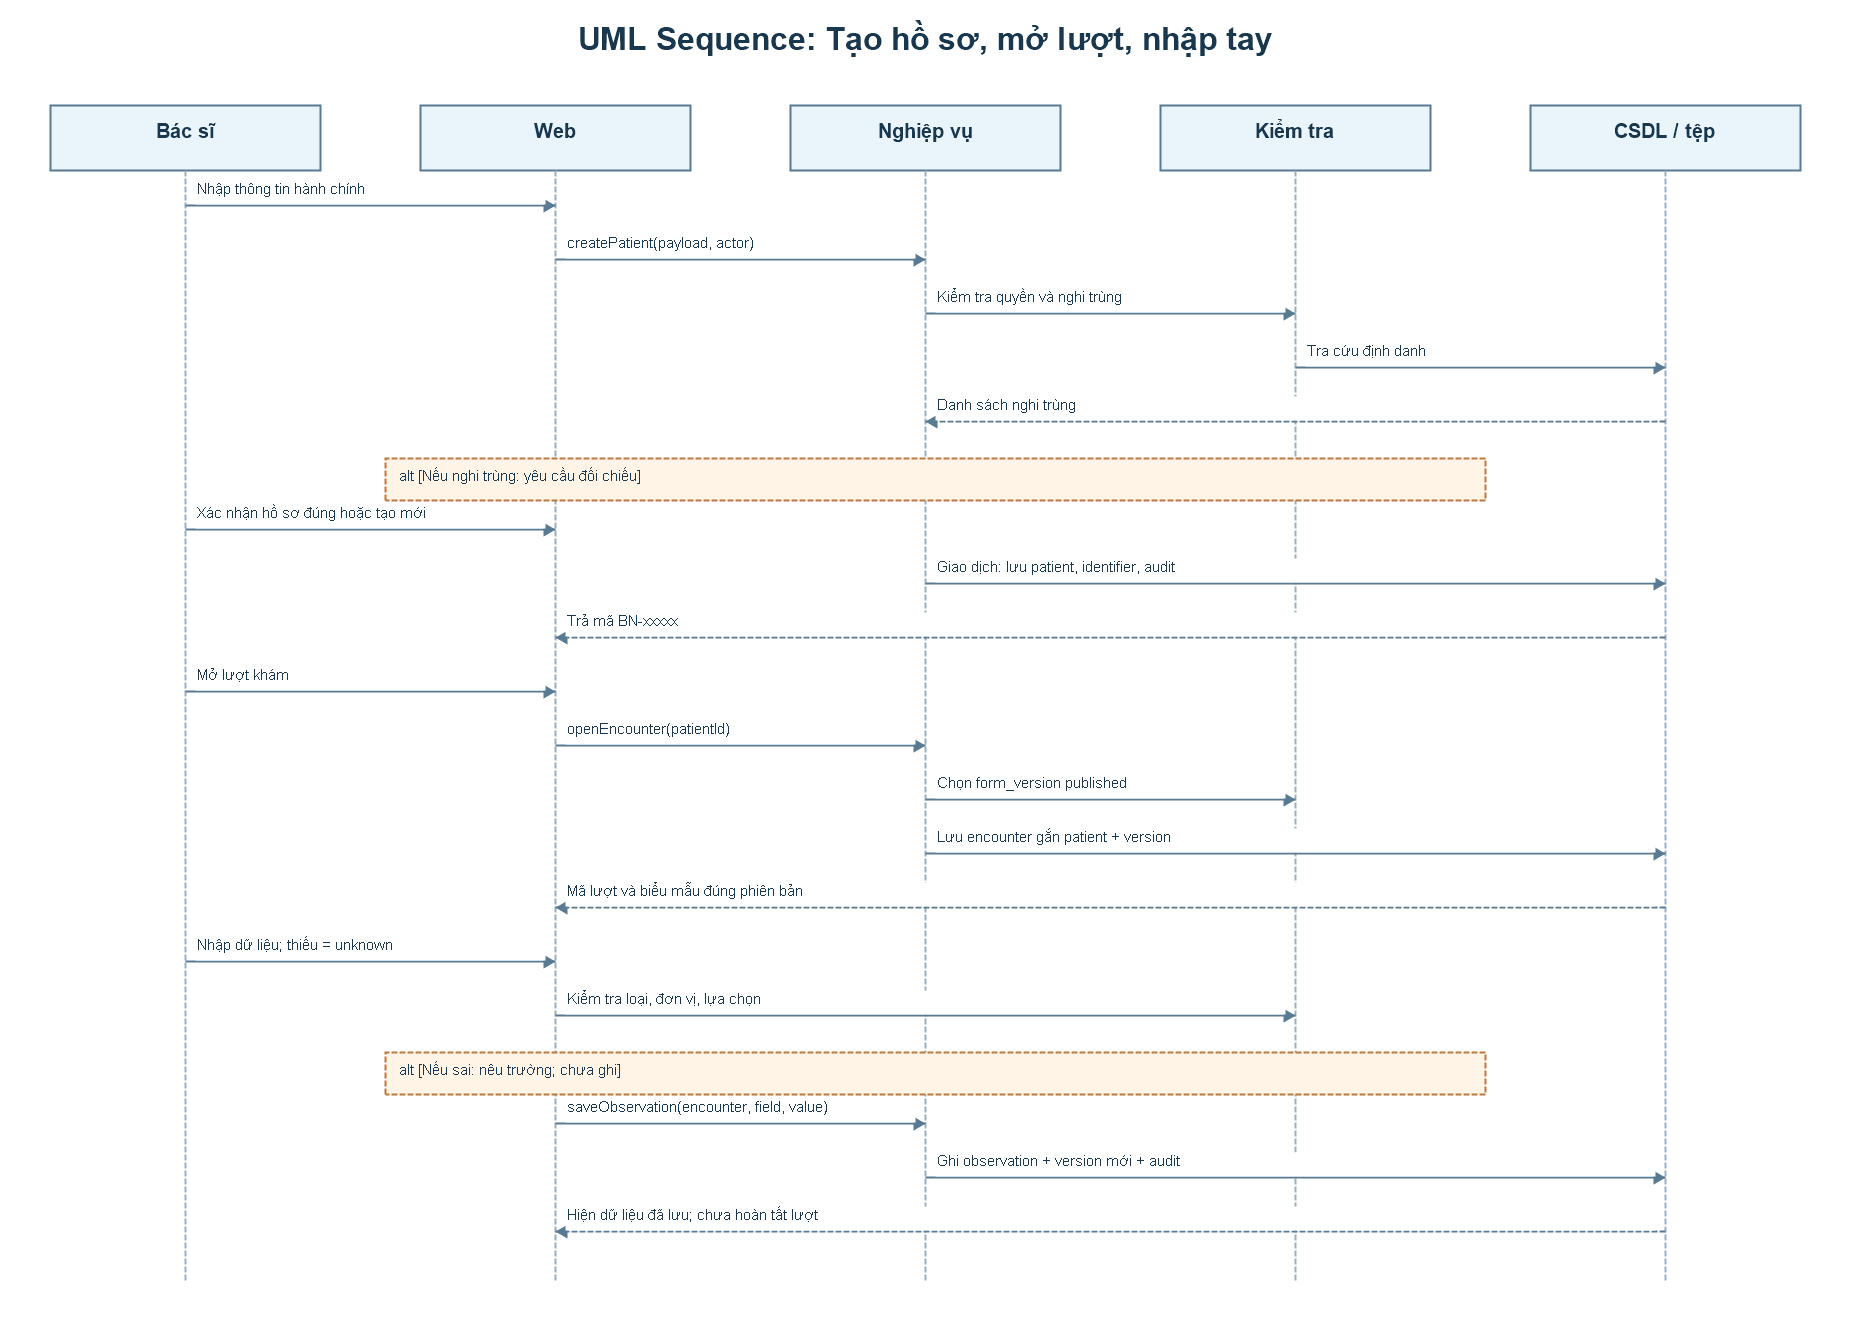 UML Sequence: Tạo hồ sơ, mở lượt, nhập tay
Bác sĩ
Web
Nghiệp vụ
Kiểm tra
CSDL / tệp
Nhập thông tin hành chính
createPatient(payload, actor)
Kiểm tra quyền và nghi trùng
Tra cứu định danh
Danh sách nghi trùng
alt [Nếu nghi trùng: yêu cầu đối chiếu]
Xác nhận hồ sơ đúng hoặc tạo mới
Giao dịch: lưu patient, identifier, audit
Trả mã BN-xxxxx
Mở lượt khám
openEncounter(patientId)
Chọn form_version published
Lưu encounter gắn patient + version
Mã lượt và biểu mẫu đúng phiên bản
Nhập dữ liệu; thiếu = unknown
Kiểm tra loại, đơn vị, lựa chọn
alt [Nếu sai: nêu trường; chưa ghi]
saveObservation(encounter, field, value)
Ghi observation + version mới + audit
Hiện dữ liệu đã lưu; chưa hoàn tất lượt